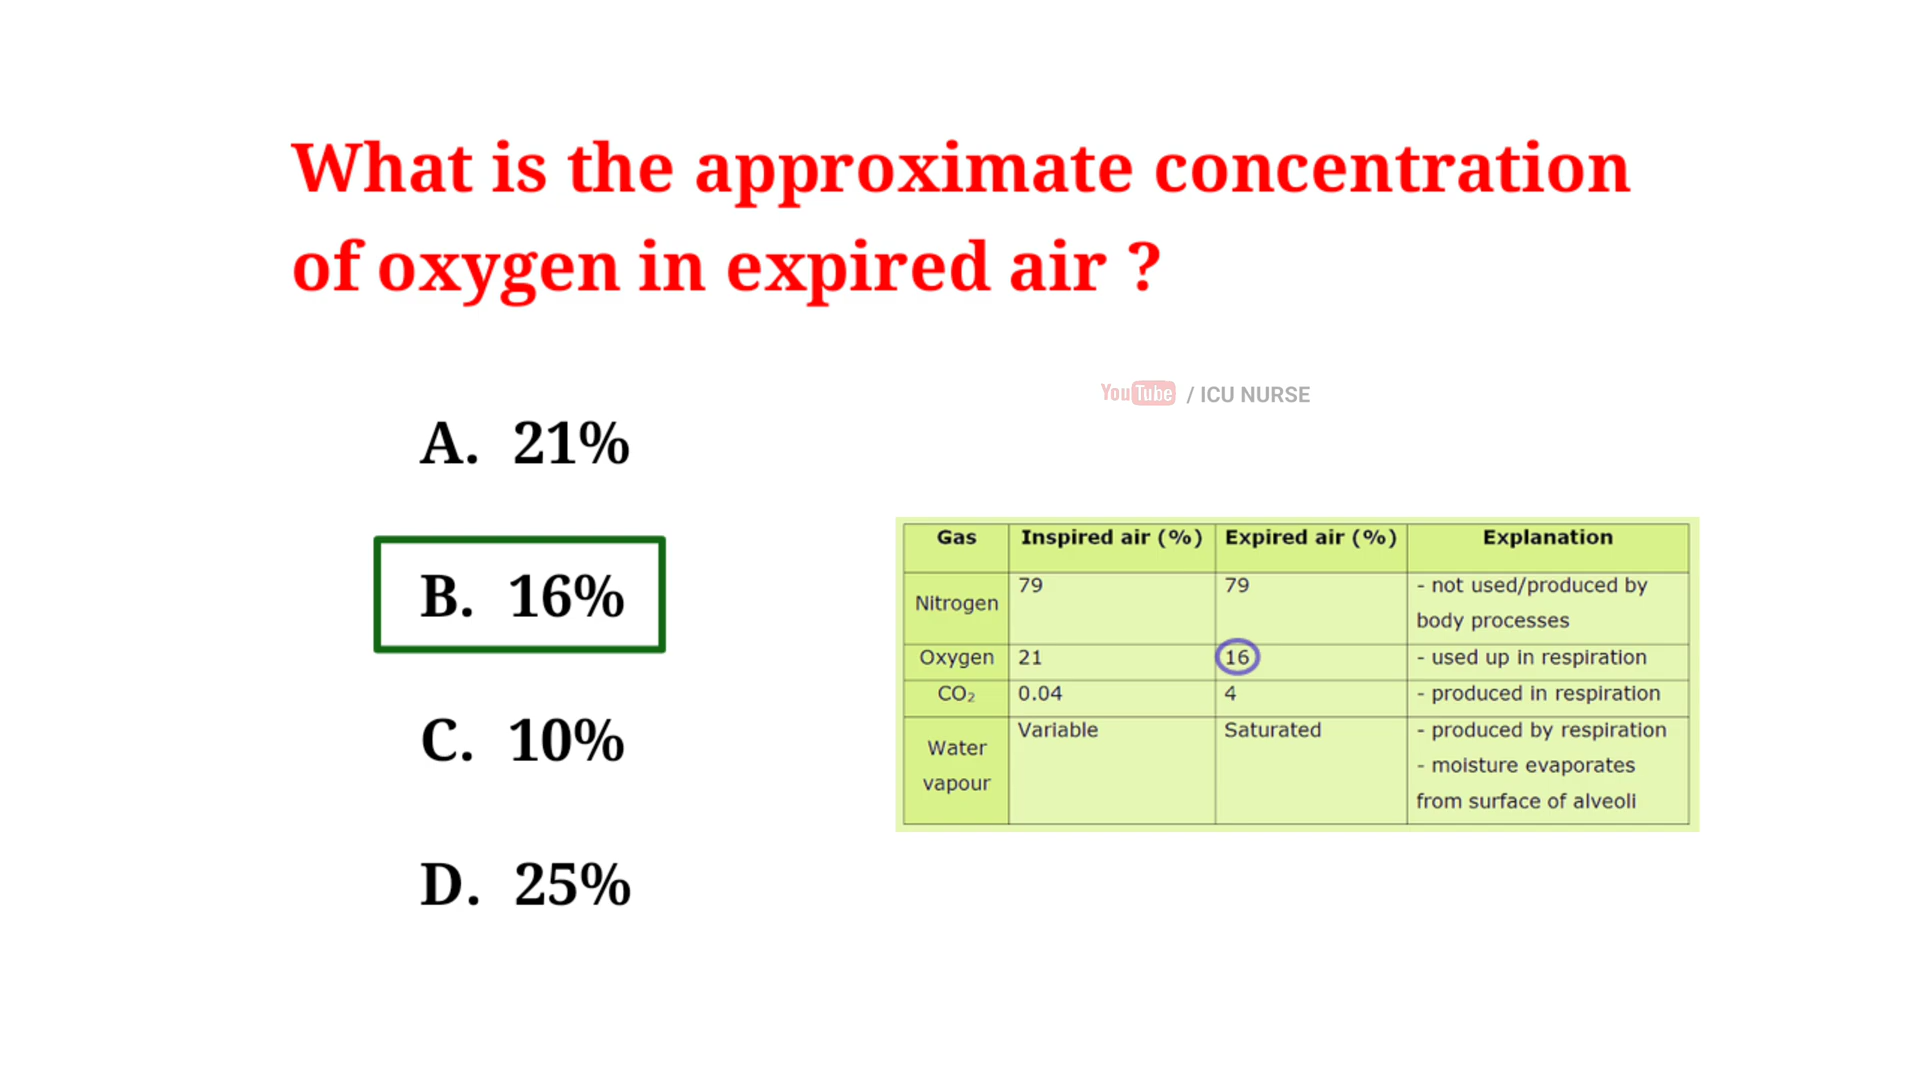 What is the approximate concentration
of oxygen in expired air ?
YouTube / ICU NURSE
A. 21%
B. 16%
C. 10%
D. 25%
Gas Inspired air (%) Expired air (%) Explanation
Nitrogen 79 79 - not used/produced by
body processes
Oxygen 21 16 - used up in respiration
CO₂ 0.04 4 - produced in respiration
Water
vapour Variable Saturated - produced by respiration
- moisture evaporates
from surface of alveoli